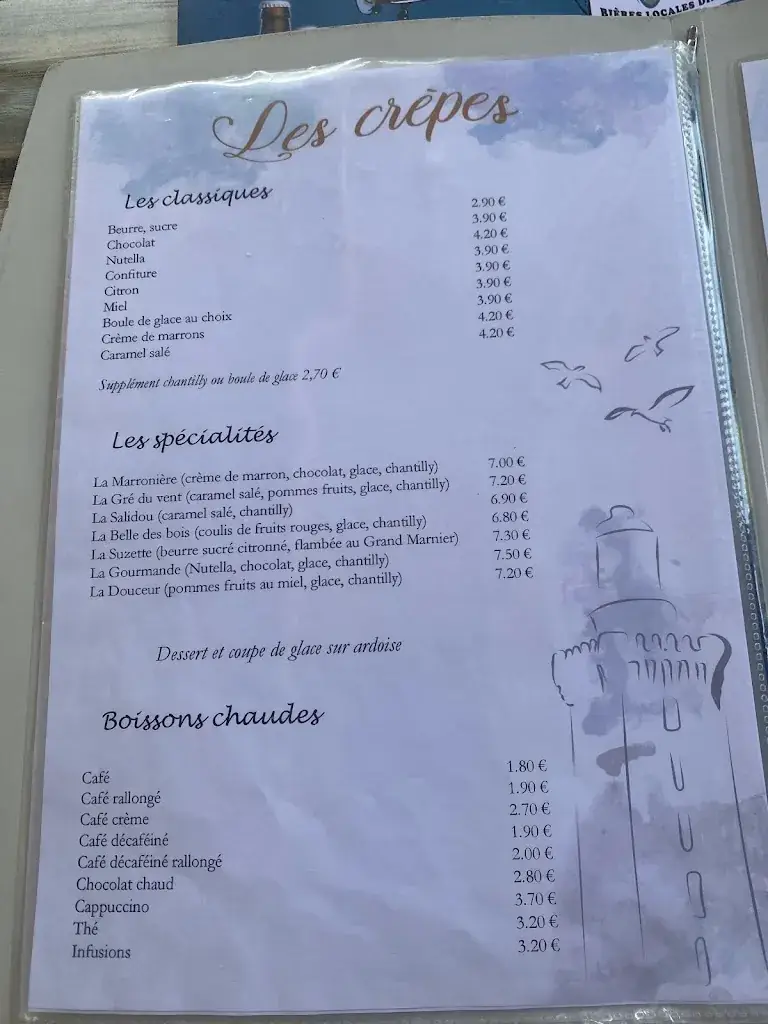 BIÈRES LOCALES
Les crêpes
Les classiques
Beurre, sucre 2.90 €
Chocolat 3.90 €
Nutella 4.20 €
Confiture 3.90 €
Citron 3.90 €
Miel 3.90 €
Boule de glace au choix 3.90 €
Crème de marrons 4.20 €
Caramel salé 4.20 €
Supplément chantilly ou boule de glace 2,70 €
Les spécialités
La Marronière (crème de marron, chocolat, glace, chantilly) 7.00 €
La Gré du vent (caramel salé, pommes fruits, glace, chantilly) 7.20 €
La Salidou (caramel salé, chantilly) 6.90 €
La Belle des bois (coulis de fruits rouges, glace, chantilly) 6.80 €
La Suzette (beurre sucré citronné, flambée au Grand Marnier) 7.30 €
La Gourmande (Nutella, chocolat, glace, chantilly) 7.50 €
La Douceur (pommes fruits au miel, glace, chantilly) 7.20 €
Dessert et coupe de glace sur ardoise
Boissons chaudes
Café 1.80 €
Café rallongé 1.90 €
Café crème 2.70 €
Café décaféiné 1.90 €
Café décaféiné rallongé 2.00 €
Chocolat chaud 2.80 €
Cappuccino 3.70 €
Thé 3.20 €
Infusions 3.20 €